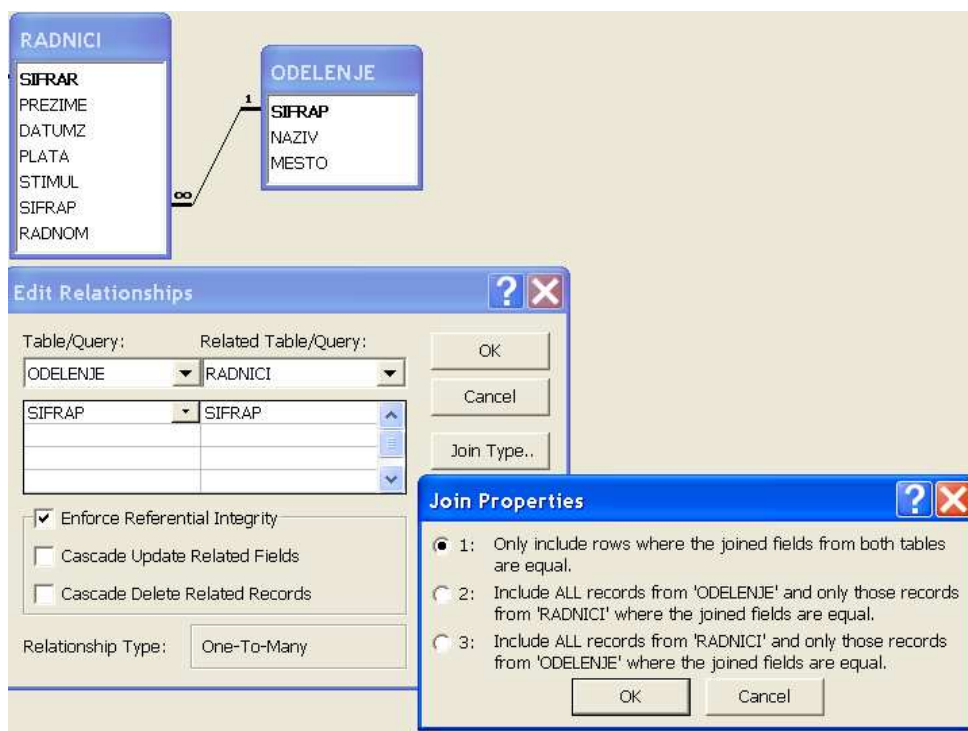 RADNICI
SIFRAR
PREZIME
DATUMZ
PLATA
STIMUL
SIFRAP
RADNOM
ODELENJE
SIFRAP
NAZIV
MESTO
1
∞
Edit Relationships
Table/Query: Related Table/Query:
ODELENJE RADNICI
SIFRAP SIFRAP
OK
Cancel
Join Type..
Enforce Referential Integrity
Cascade Update Related Fields
Cascade Delete Related Records
Relationship Type: One-To-Many
Join Properties
1: Only include rows where the joined fields from both tables
are equal.
2: Include ALL records from 'ODELENJE' and only those records
from 'RADNICI' where the joined fields are equal.
3: Include ALL records from 'RADNICI' and only those records
from 'ODELENJE' where the joined fields are equal.
OK Cancel